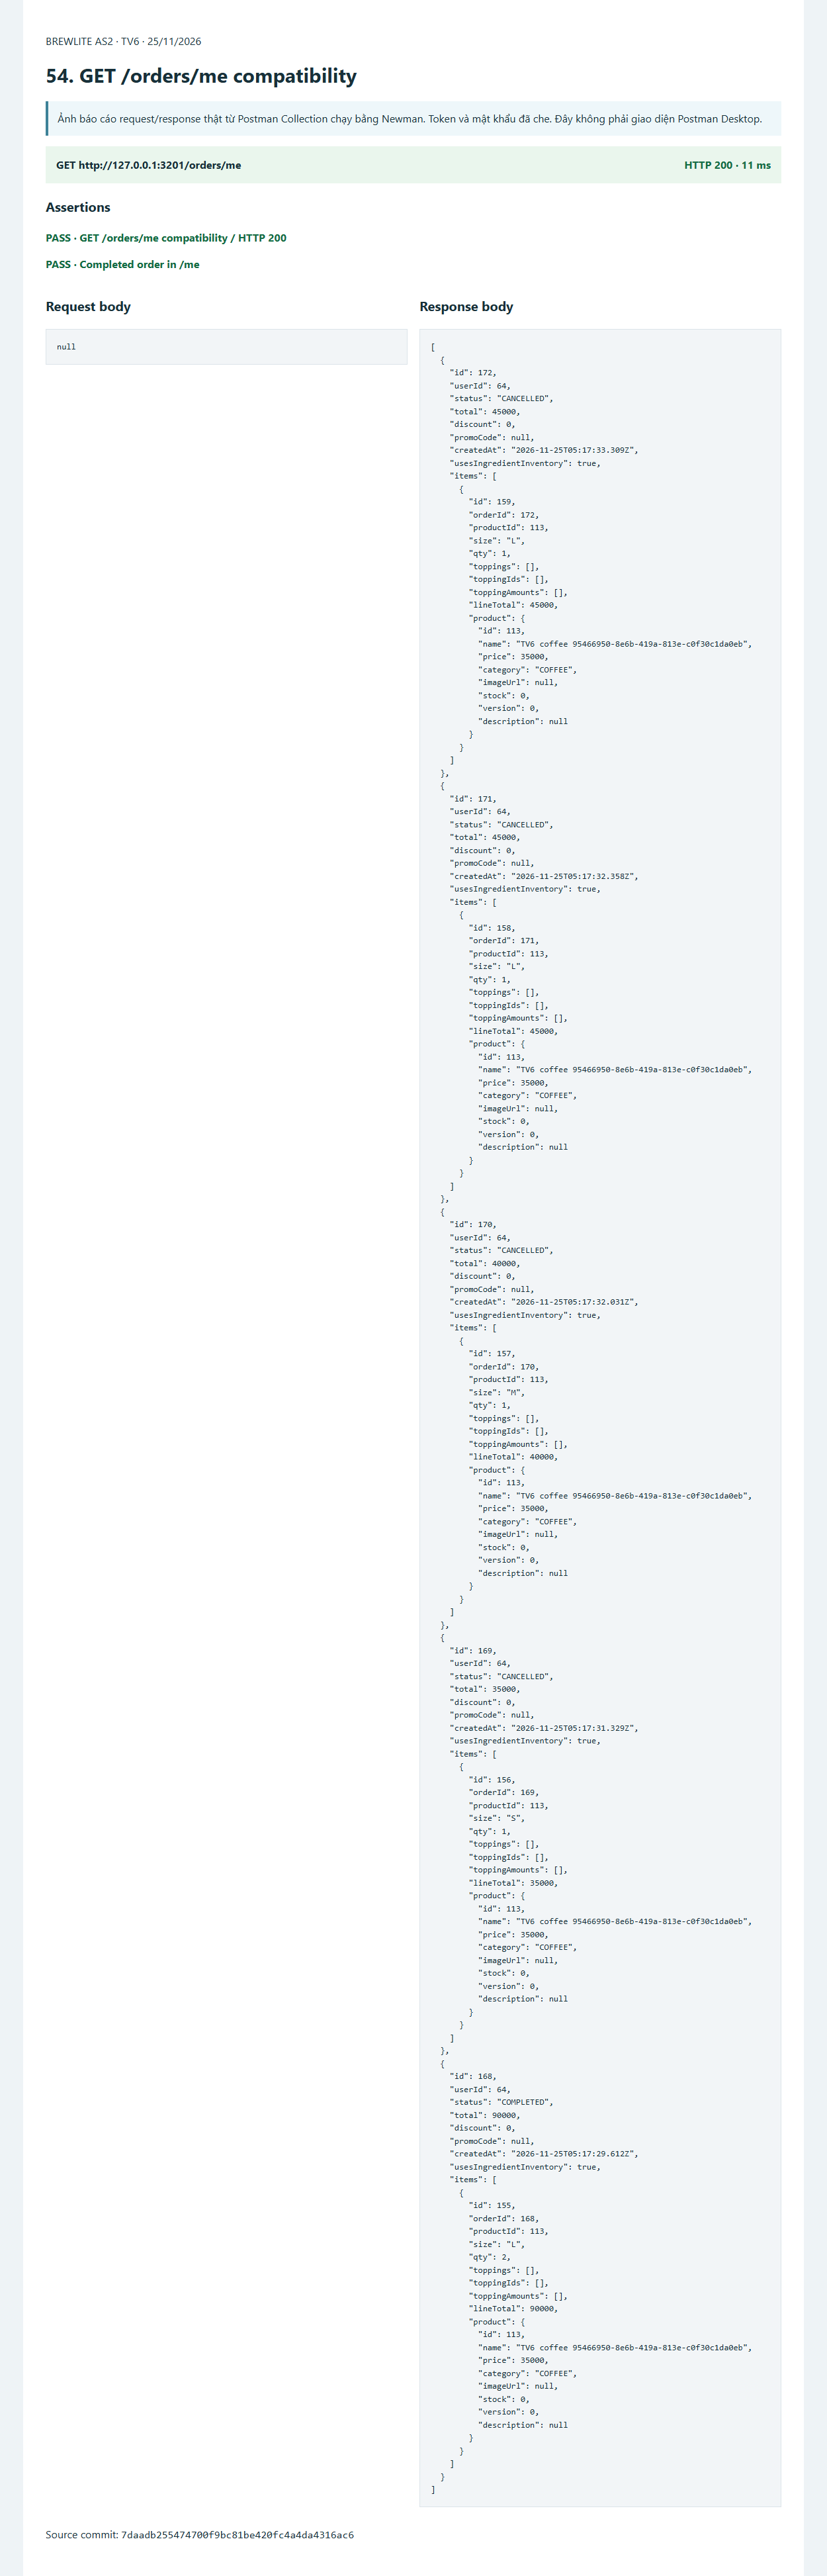 BREWLITE AS2 · TV6 · 25/11/2026
54. GET /orders/me compatibility
Ảnh báo cáo request/response thật từ Postman Collection chạy bằng Newman. Token và mật khẩu đã che. Đây không phải giao diện Postman Desktop.
GET http://127.0.0.1:3201/orders/me
HTTP 200 · 11 ms
Assertions
PASS · GET /orders/me compatibility / HTTP 200
PASS · Completed order in /me
Request body
null
Response body
[
  {
    "id": 172,
    "userId": 64,
    "status": "CANCELLED",
    "total": 45000,
    "discount": 0,
    "promoCode": null,
    "createdAt": "2026-11-25T05:17:33.309Z",
    "usesIngredientInventory": true,
    "items": [
      {
        "id": 159,
        "orderId": 172,
        "productId": 113,
        "size": "L",
        "qty": 1,
        "toppings": [],
        "toppingIds": [],
        "toppingAmounts": [],
        "lineTotal": 45000,
        "product": {
          "id": 113,
          "name": "TV6 coffee 95466950-8e6b-419a-813e-c0f30c1da0eb",
          "price": 35000,
          "category": "COFFEE",
          "imageUrl": null,
          "stock": 0,
          "version": 0,
          "description": null
        }
      }
    ]
  },
  {
    "id": 171,
    "userId": 64,
    "status": "CANCELLED",
    "total": 45000,
    "discount": 0,
    "promoCode": null,
    "createdAt": "2026-11-25T05:17:32.358Z",
    "usesIngredientInventory": true,
    "items": [
      {
        "id": 158,
        "orderId": 171,
        "productId": 113,
        "size": "L",
        "qty": 1,
        "toppings": [],
        "toppingIds": [],
        "toppingAmounts": [],
        "lineTotal": 45000,
        "product": {
          "id": 113,
          "name": "TV6 coffee 95466950-8e6b-419a-813e-c0f30c1da0eb",
          "price": 35000,
          "category": "COFFEE",
          "imageUrl": null,
          "stock": 0,
          "version": 0,
          "description": null
        }
      }
    ]
  },
  {
    "id": 170,
    "userId": 64,
    "status": "CANCELLED",
    "total": 40000,
    "discount": 0,
    "promoCode": null,
    "createdAt": "2026-11-25T05:17:32.031Z",
    "usesIngredientInventory": true,
    "items": [
      {
        "id": 157,
        "orderId": 170,
        "productId": 113,
        "size": "M",
        "qty": 1,
        "toppings": [],
        "toppingIds": [],
        "toppingAmounts": [],
        "lineTotal": 40000,
        "product": {
          "id": 113,
          "name": "TV6 coffee 95466950-8e6b-419a-813e-c0f30c1da0eb",
          "price": 35000,
          "category": "COFFEE",
          "imageUrl": null,
          "stock": 0,
          "version": 0,
          "description": null
        }
      }
    ]
  },
  {
    "id": 169,
    "userId": 64,
    "status": "CANCELLED",
    "total": 35000,
    "discount": 0,
    "promoCode": null,
    "createdAt": "2026-11-25T05:17:31.329Z",
    "usesIngredientInventory": true,
    "items": [
      {
        "id": 156,
        "orderId": 169,
        "productId": 113,
        "size": "S",
        "qty": 1,
        "toppings": [],
        "toppingIds": [],
        "toppingAmounts": [],
        "lineTotal": 35000,
        "product": {
          "id": 113,
          "name": "TV6 coffee 95466950-8e6b-419a-813e-c0f30c1da0eb",
          "price": 35000,
          "category": "COFFEE",
          "imageUrl": null,
          "stock": 0,
          "version": 0,
          "description": null
        }
      }
    ]
  },
  {
    "id": 168,
    "userId": 64,
    "status": "COMPLETED",
    "total": 90000,
    "discount": 0,
    "promoCode": null,
    "createdAt": "2026-11-25T05:17:29.612Z",
    "usesIngredientInventory": true,
    "items": [
      {
        "id": 155,
        "orderId": 168,
        "productId": 113,
        "size": "L",
        "qty": 2,
        "toppings": [],
        "toppingIds": [],
        "toppingAmounts": [],
        "lineTotal": 90000,
        "product": {
          "id": 113,
          "name": "TV6 coffee 95466950-8e6b-419a-813e-c0f30c1da0eb",
          "price": 35000,
          "category": "COFFEE",
          "imageUrl": null,
          "stock": 0,
          "version": 0,
          "description": null
        }
      }
    ]
  }
]
Source commit: 7daadb255474700f9bc81be420fc4a4da4316ac6